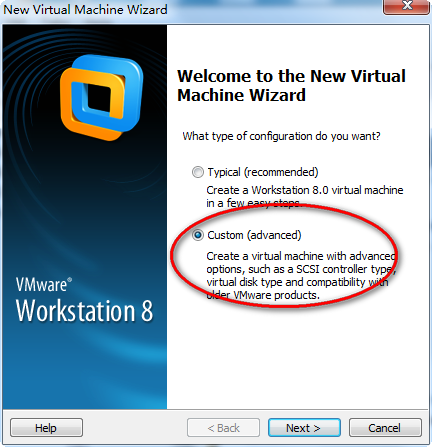 New Virtual Machine Wizard
Welcome to the New Virtual
Machine Wizard
What type of configuration do you want?
Typical (recommended)
Create a Workstation 8.0 virtual machine
in a few easy steps.
Custom (advanced)
Create a virtual machine with advanced
options, such as a SCSI controller type,
virtual disk type and compatibility with
older VMware products.
VMware®
Workstation 8
Help
< Back
Next >
Cancel